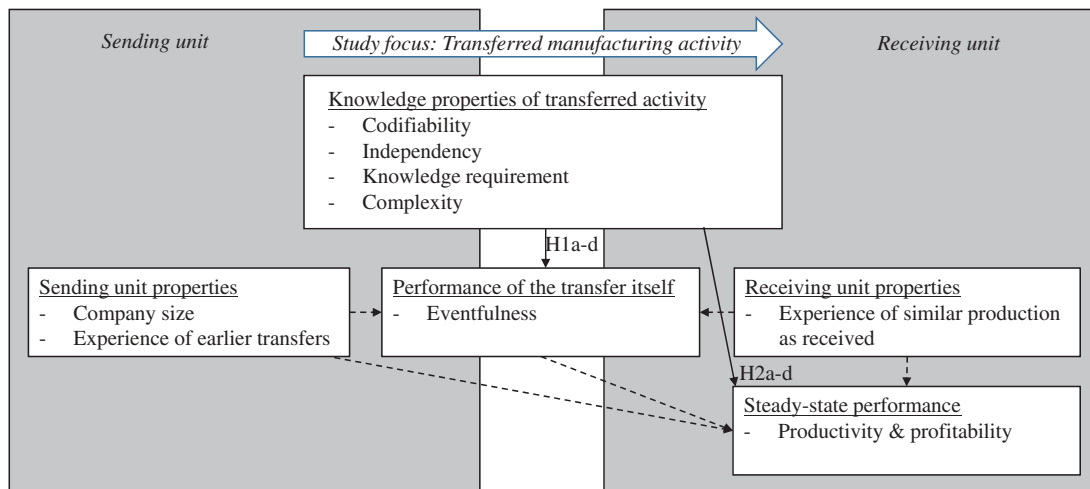 Sending unit
Study focus: Transferred manufacturing activity
Receiving unit
Knowledge properties of transferred activity
- Codifiability
- Independency
- Knowledge requirement
- Complexity
H1a-d
Sending unit properties
- Company size
- Experience of earlier transfers
Performance of the transfer itself
- Eventfulness
Receiving unit properties
- Experience of similar production
as received
H2a-d
Steady-state performance
- Productivity & profitability